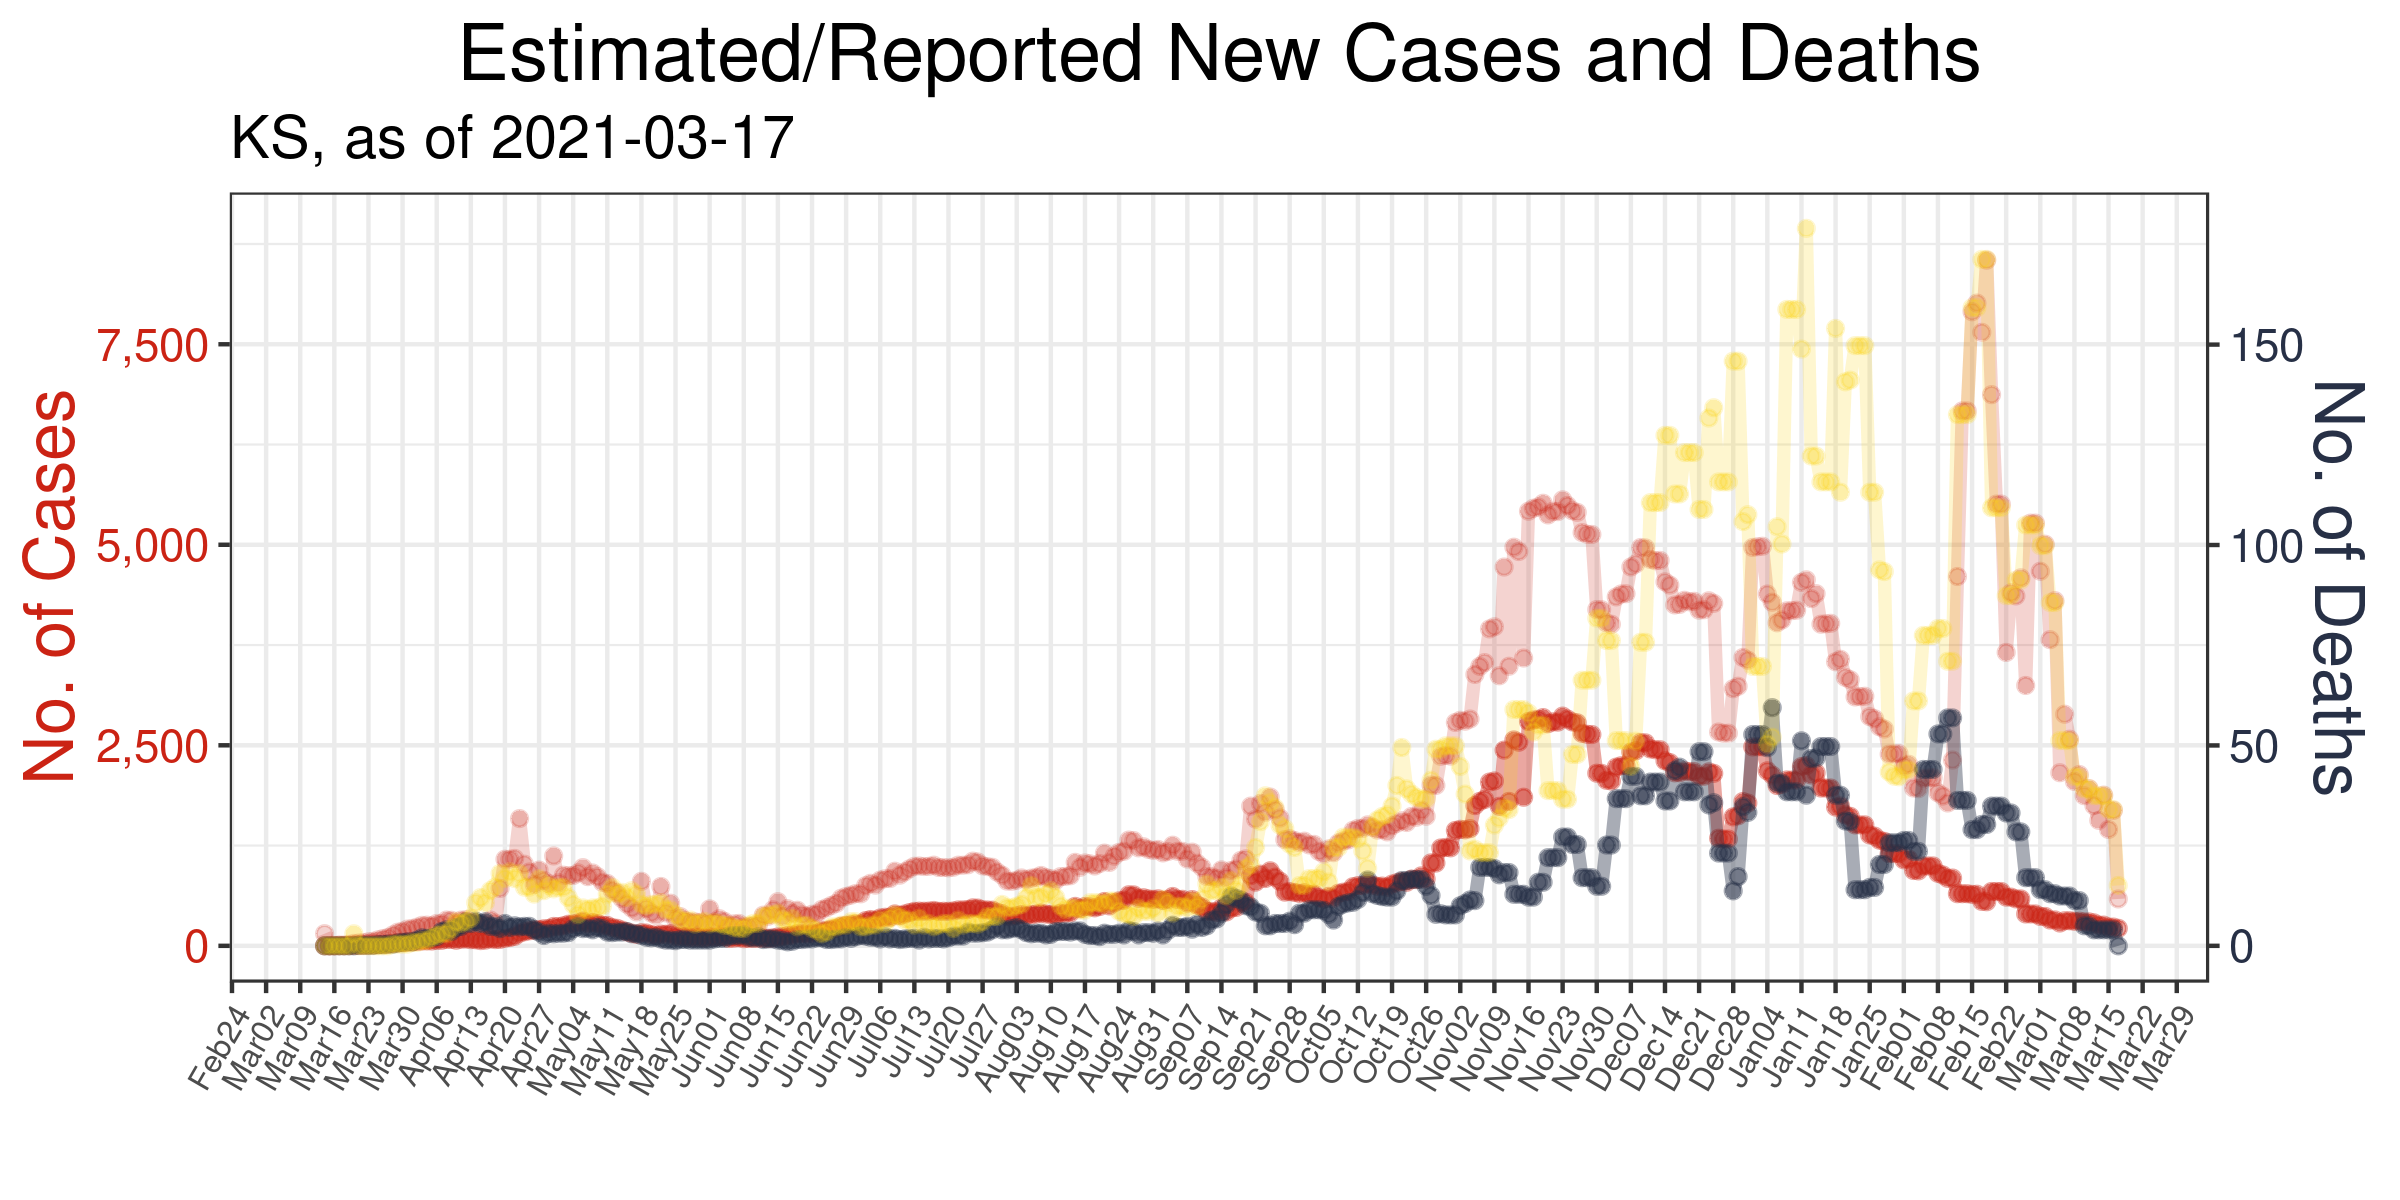 Estimated/Reported New Cases and Deaths
KS, as of 2021-03-17
No. of Cases
7,500
5,000
2,500
0
150
100
50
0
No. of Deaths
Feb24
Mar02
Mar09
Mar16
Mar23
Mar30
Apr06
Apr13
Apr20
Apr27
May04
May11
May18
May25
Jun01
Jun08
Jun15
Jun22
Jun29
Jul06
Jul13
Jul20
Jul27
Aug03
Aug10
Aug17
Aug24
Aug31
Sep07
Sep14
Sep21
Sep28
Oct05
Oct12
Oct19
Oct26
Nov02
Nov09
Nov16
Nov23
Nov30
Dec07
Dec14
Dec21
Dec28
Jan04
Jan11
Jan18
Jan25
Feb01
Feb08
Feb15
Feb22
Mar01
Mar08
Mar15
Mar22
Mar29